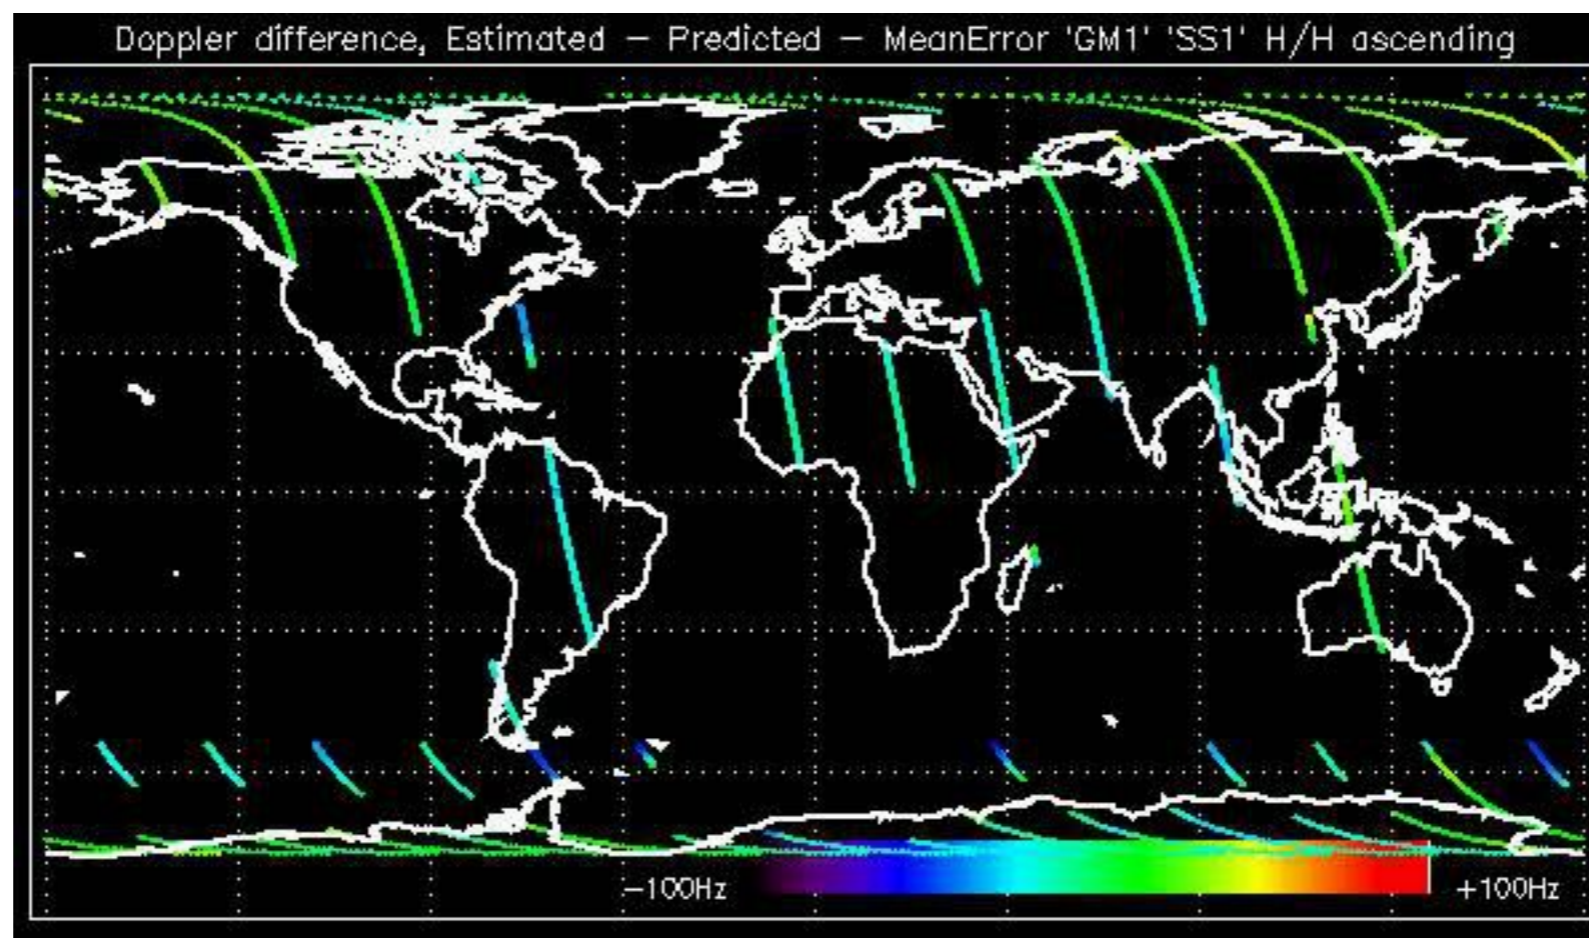 Doppler difference, Estimated – Predicted – MeanError 'GM1' 'SS1' H/H ascending
–100Hz +100Hz